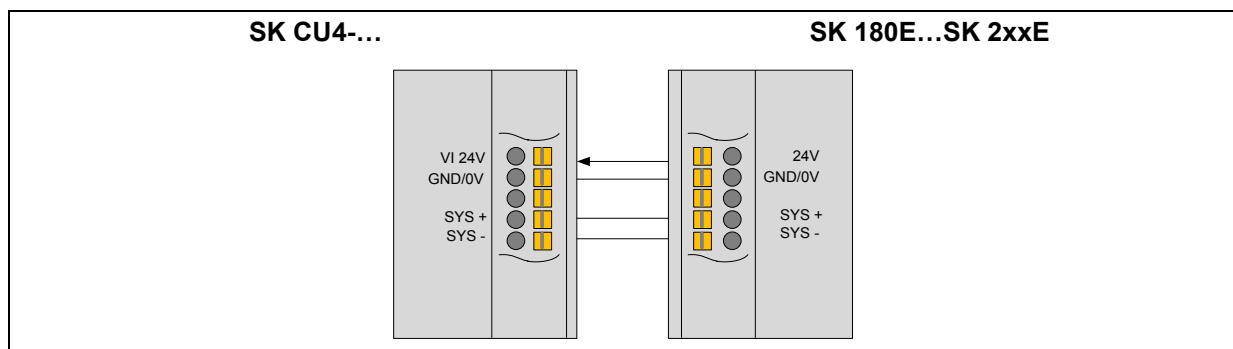 SK CU4-…
SK 180E…SK 2xxE
VI 24V
GND/0V
SYS +
SYS -
24V
GND/0V
SYS +
SYS -